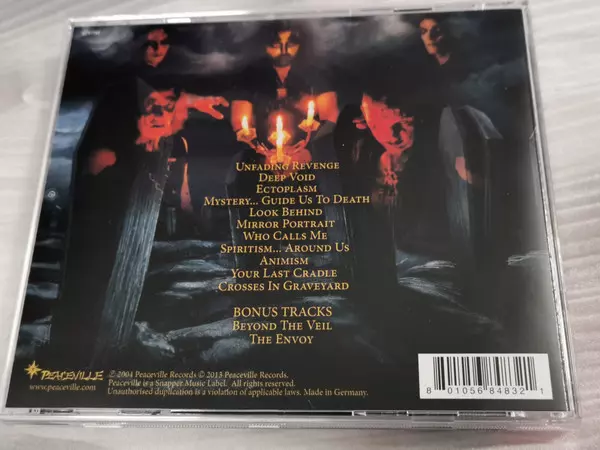 Unfading Revenge
Deep Void
Ectoplasm
Mystery... Guide Us To Death
Look Behind
Mirror Portrait
Who Calls Me
Spiritism... Around Us
Animism
Your Last Cradle
Crosses In Graveyard
BONUS TRACKS
Beyond The Veil
The Envoy
PEACEVILLE
www.peaceville.com
℗ 2004 Peaceville Records © 2013 Peaceville Records.
Peaceville is a Snapper Music Label. All rights reserved.
Unauthorised duplication is a violation of applicable laws. Made in Germany.
8 01056 84832 1